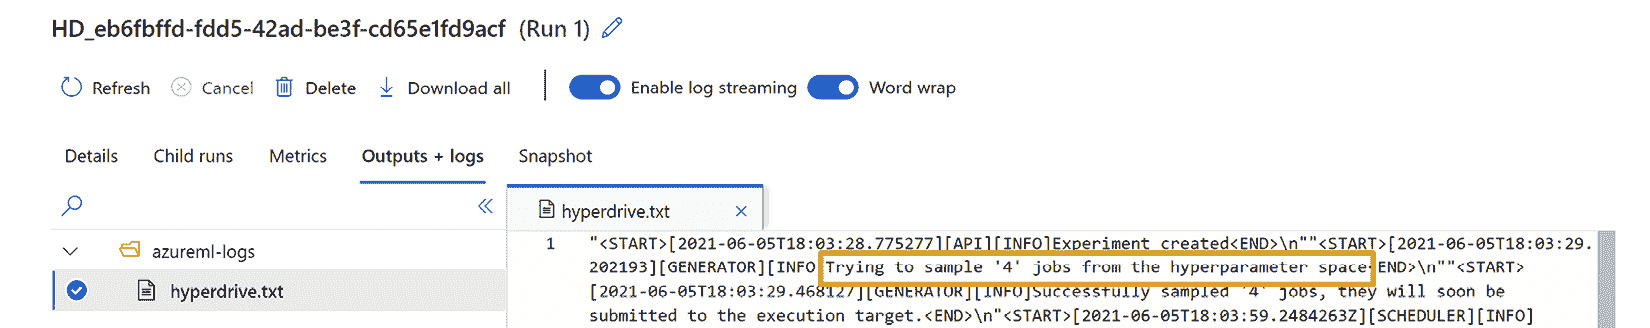 HD_eb6fbffd-fdd5-42ad-be3f-cd65e1fd9acf (Run 1)
Refresh Cancel Delete Download all Enable log streaming Word wrap
Details Child runs Metrics Outputs + logs Snapshot
hyperdrive.txt
azureml-logs
hyperdrive.txt
1 "<START>[2021-06-05T18:03:28.775277][API][INFO]Experiment created<END>\n""<START>[2021-06-05T18:03:29.
202193][GENERATOR][INFO]Trying to sample '4' jobs from the hyperparameter space<END>\n""<START>
[2021-06-05T18:03:29.468127][GENERATOR][INFO]Successfully sampled '4' jobs, they will soon be
submitted to the execution target.<END>\n"<START>[2021-06-05T18:03:59.2484263Z][SCHEDULER][INFO]